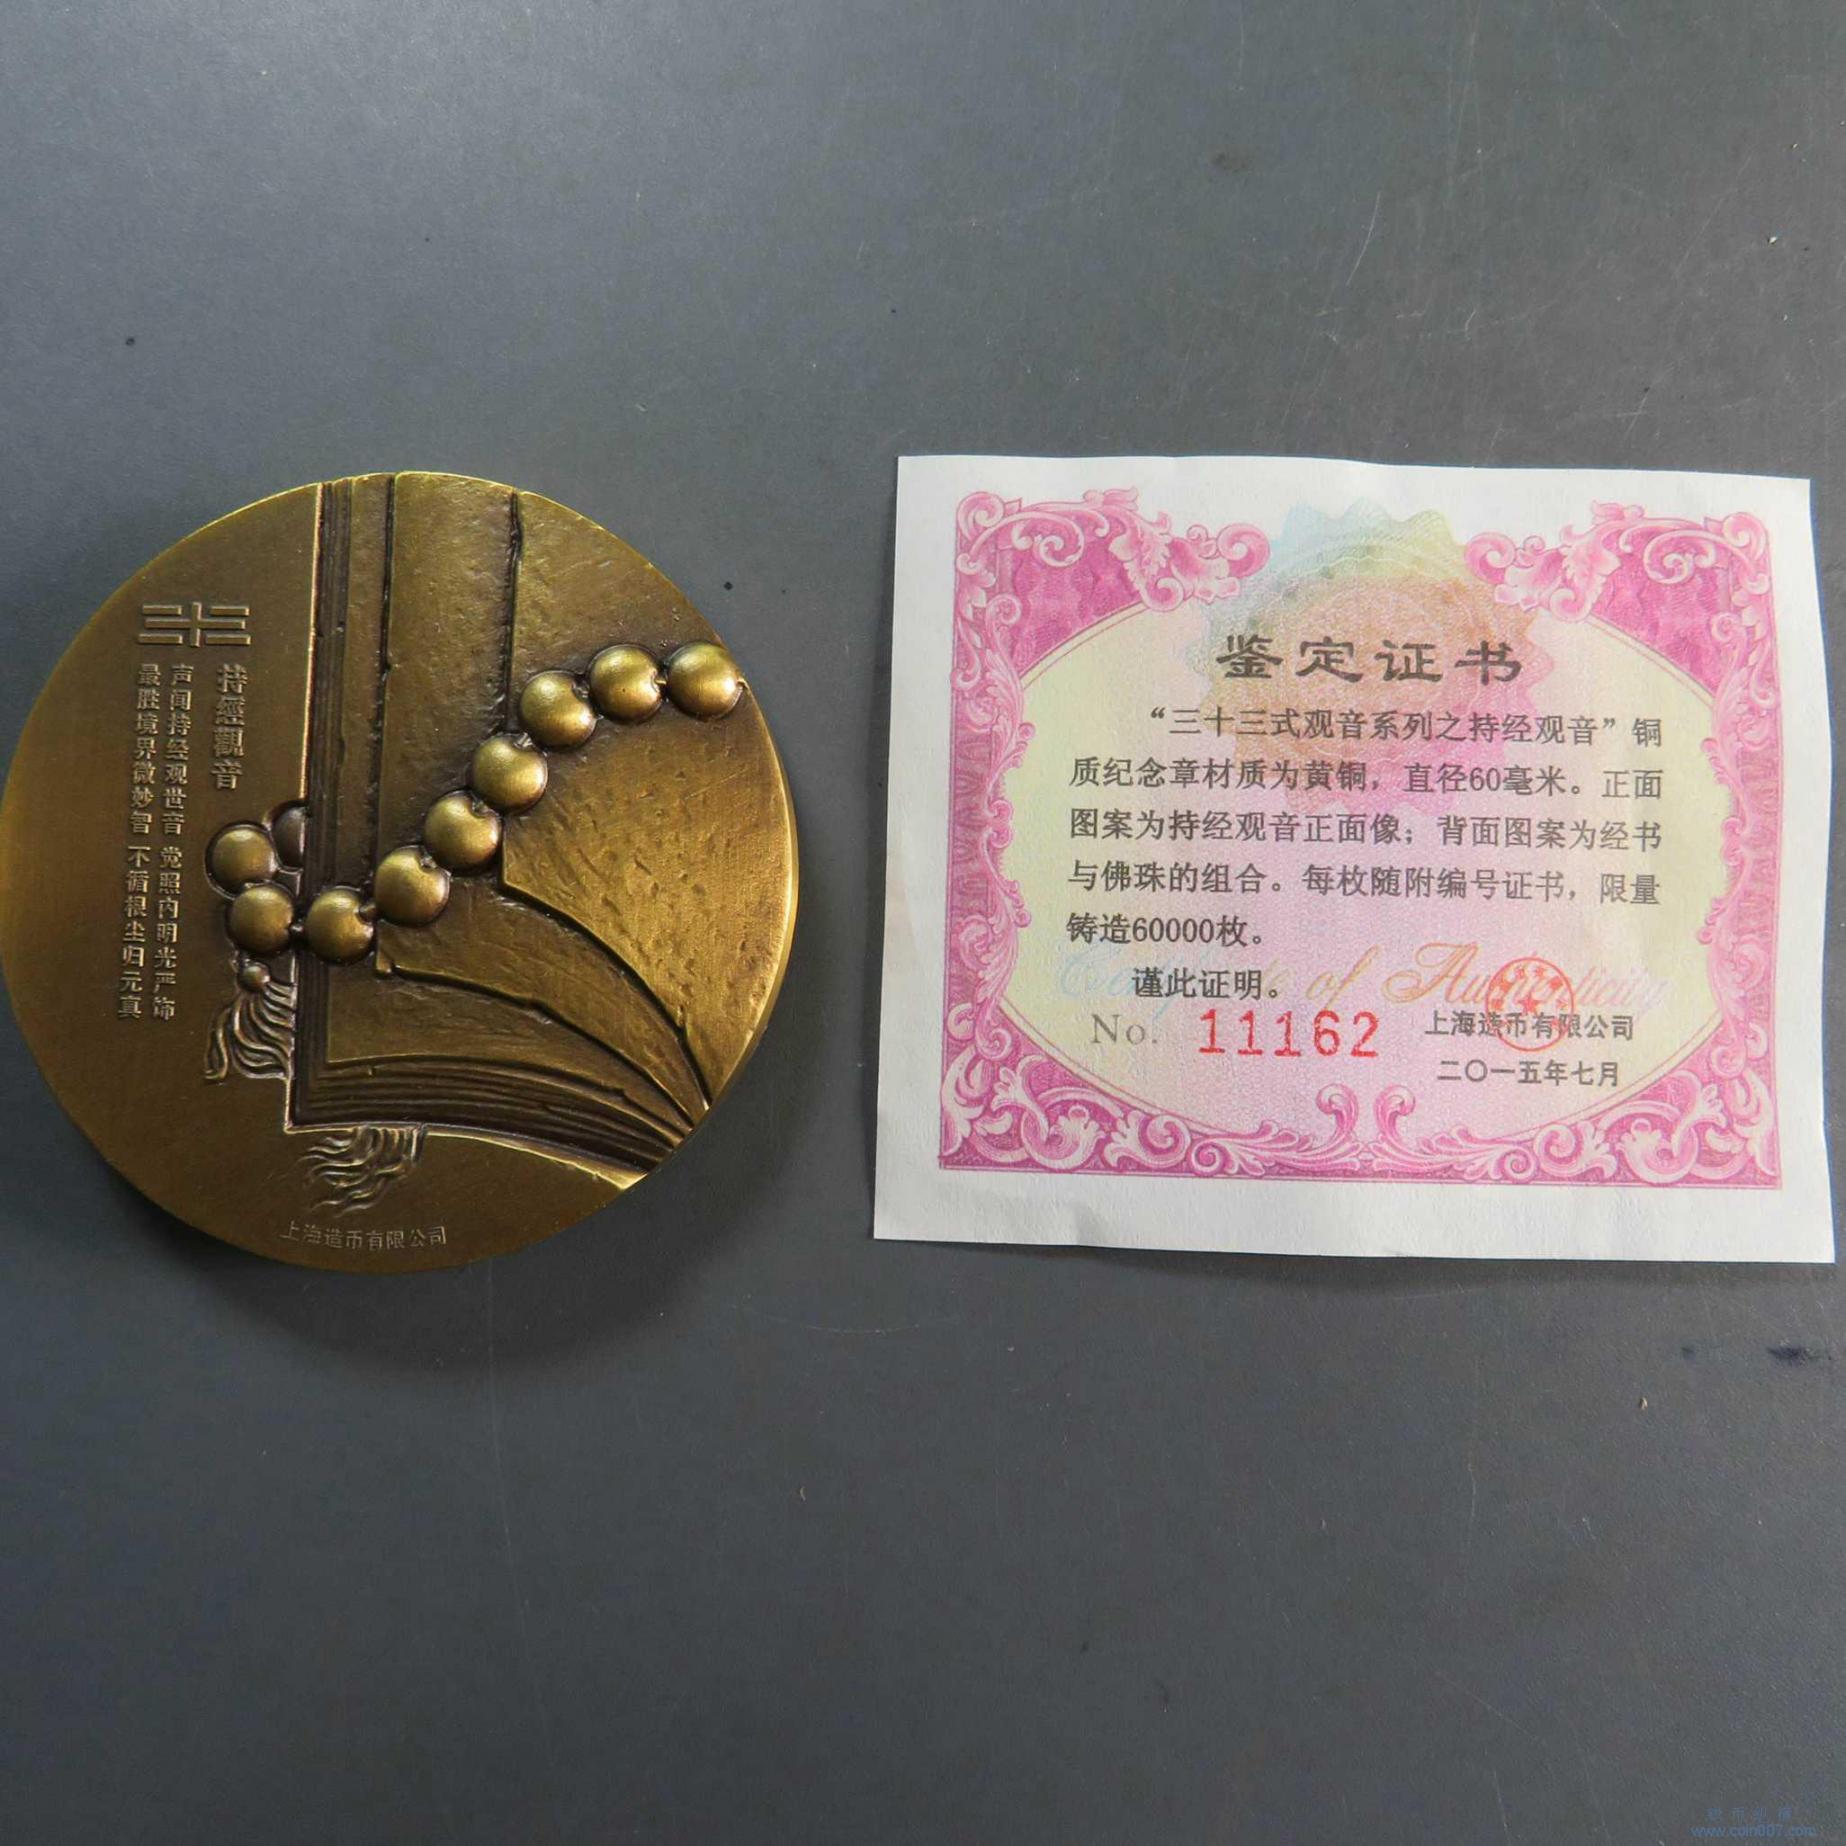 三十三
持經觀音
声闻持经观世音 觉照内明光严饰
最胜境界微妙智 不循根尘归元真
上海造币有限公司
鉴定证书
“三十三式观音系列之持经观音”铜
质纪念章材质为黄铜，直径60毫米。正面
图案为持经观音正面像；背面图案为经书
与佛珠的组合。每枚随附编号证书，限量
铸造60000枚。
谨此证明。
Certificate of Authenticity
No. 11162
上海造币有限公司
二〇一五年七月
www.coin007.com